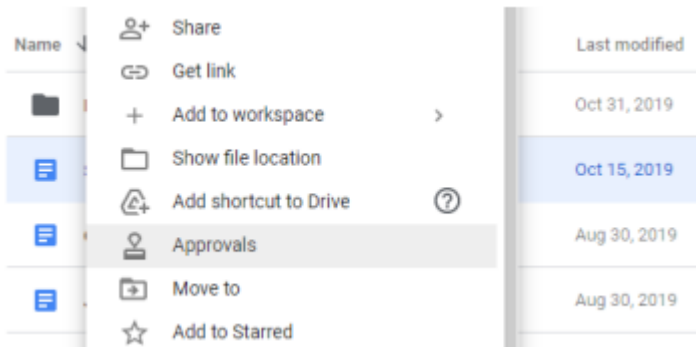 Name
Last modified
Share
Get link
Add to workspace
Show file location
Add shortcut to Drive
Approvals
Move to
Add to Starred
Oct 31, 2019
Oct 15, 2019
Aug 30, 2019
Aug 30, 2019